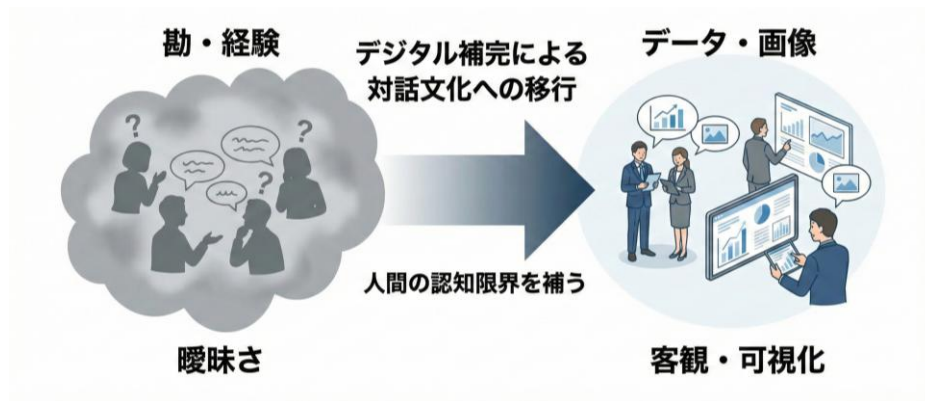 勘・経験
デジタル補完による
対話文化への移行
データ・画像
?
?
?
人間の認知限界を補う
曖昧さ
客観・可視化